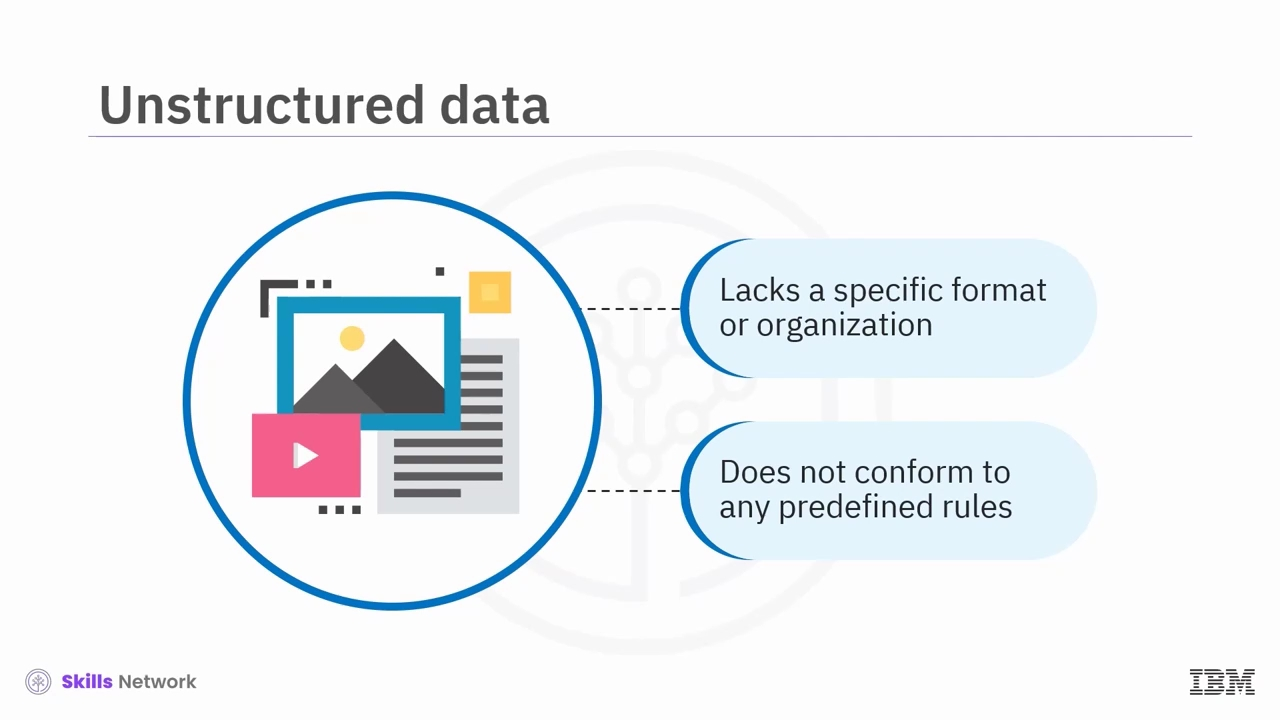 Unstructured data
Lacks a specific format
or organization
Does not conform to
any predefined rules
Skills Network
IBM